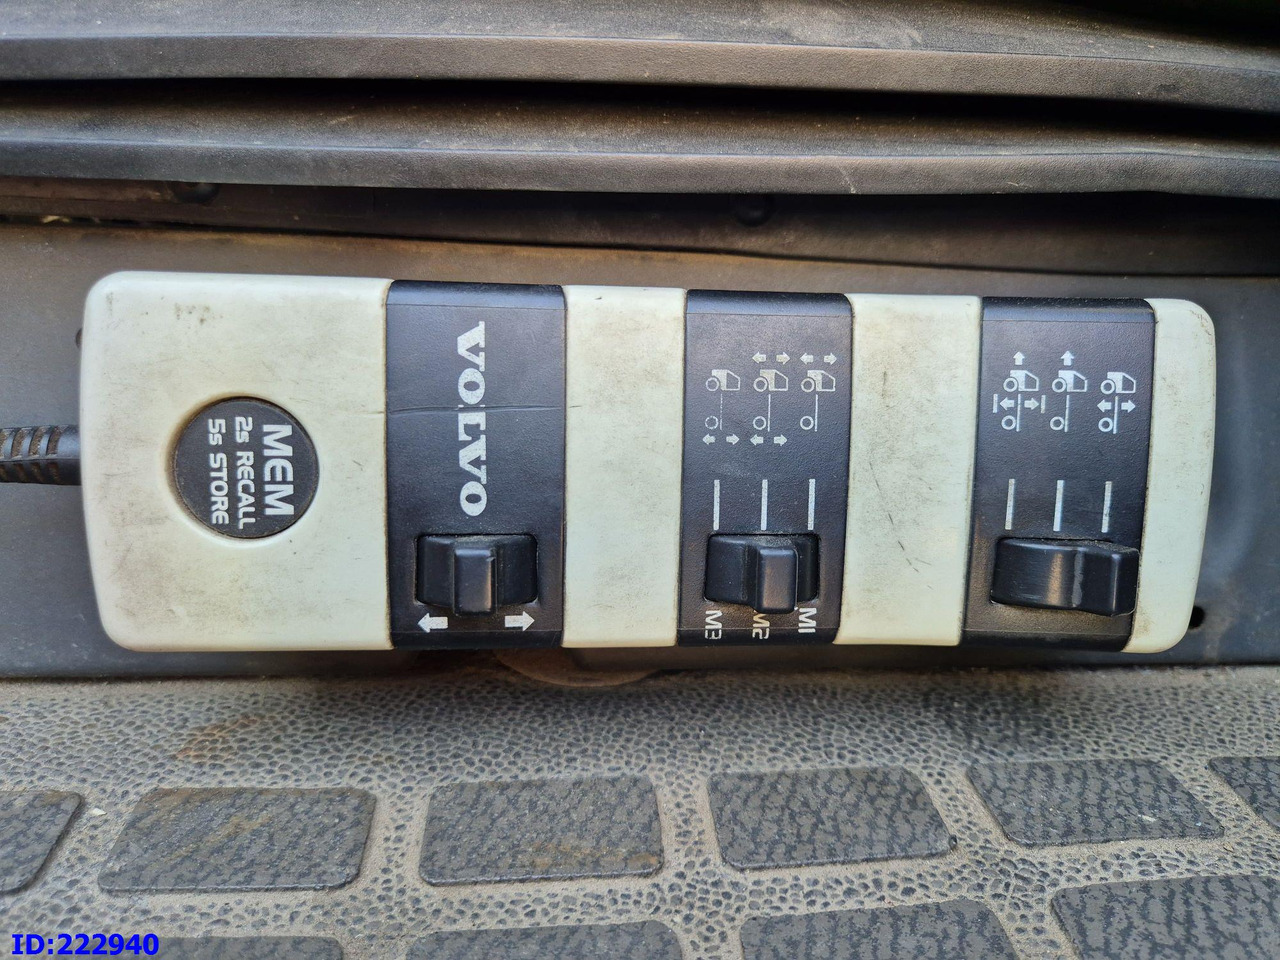 MEM
2s RECALL
5s STORE
VOLVO
M1
M2
M3
ID:222940